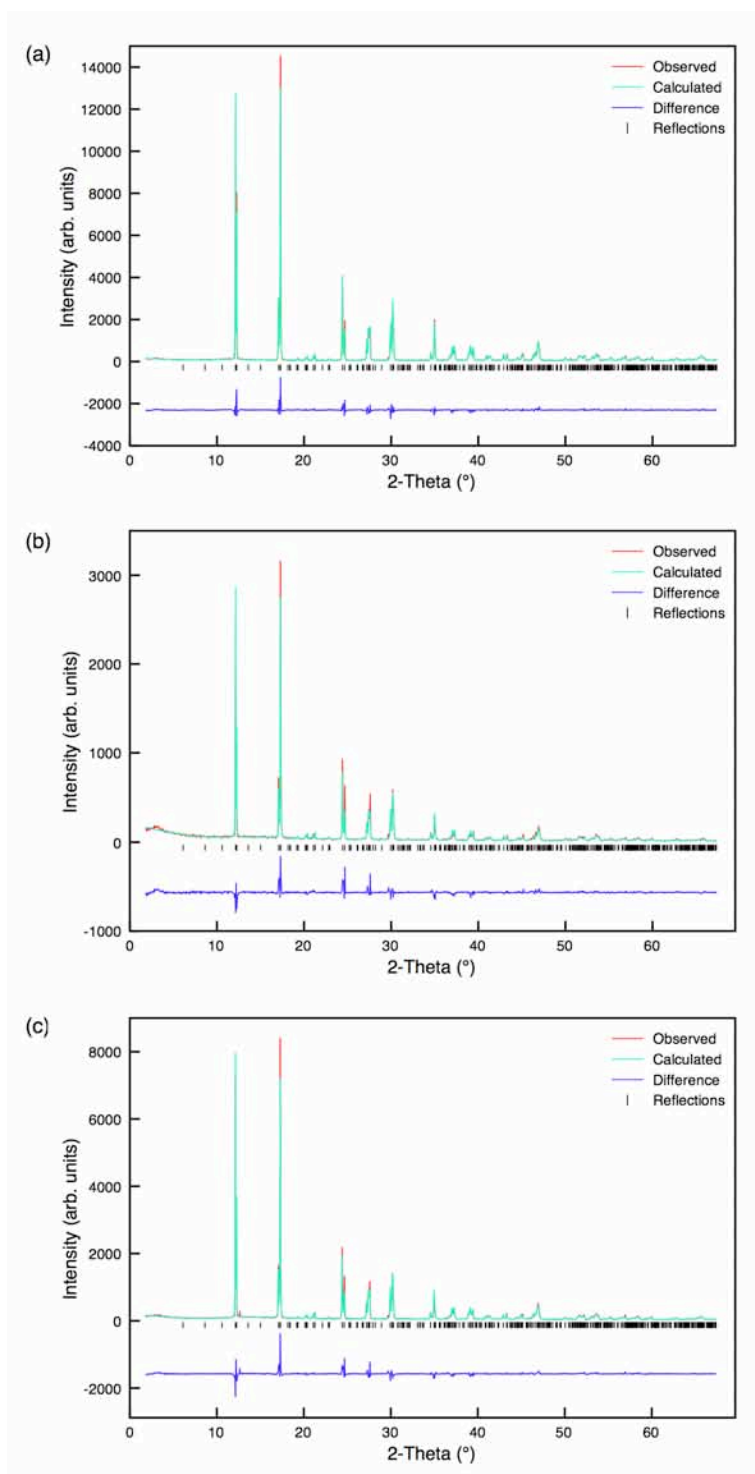 (a)
14000
12000
10000
8000
6000
4000
2000
0
-2000
-4000
Intensity (arb. units)
Observed
Calculated
Difference
Reflections
0 10 20 30 40 50 60
2-Theta (°)
(b)
3000
2000
1000
0
-1000
Intensity (arb. units)
Observed
Calculated
Difference
Reflections
0 10 20 30 40 50 60
2-Theta (°)
(c)
8000
6000
4000
2000
0
-2000
Intensity (arb. units)
Observed
Calculated
Difference
Reflections
0 10 20 30 40 50 60
2-Theta (°)